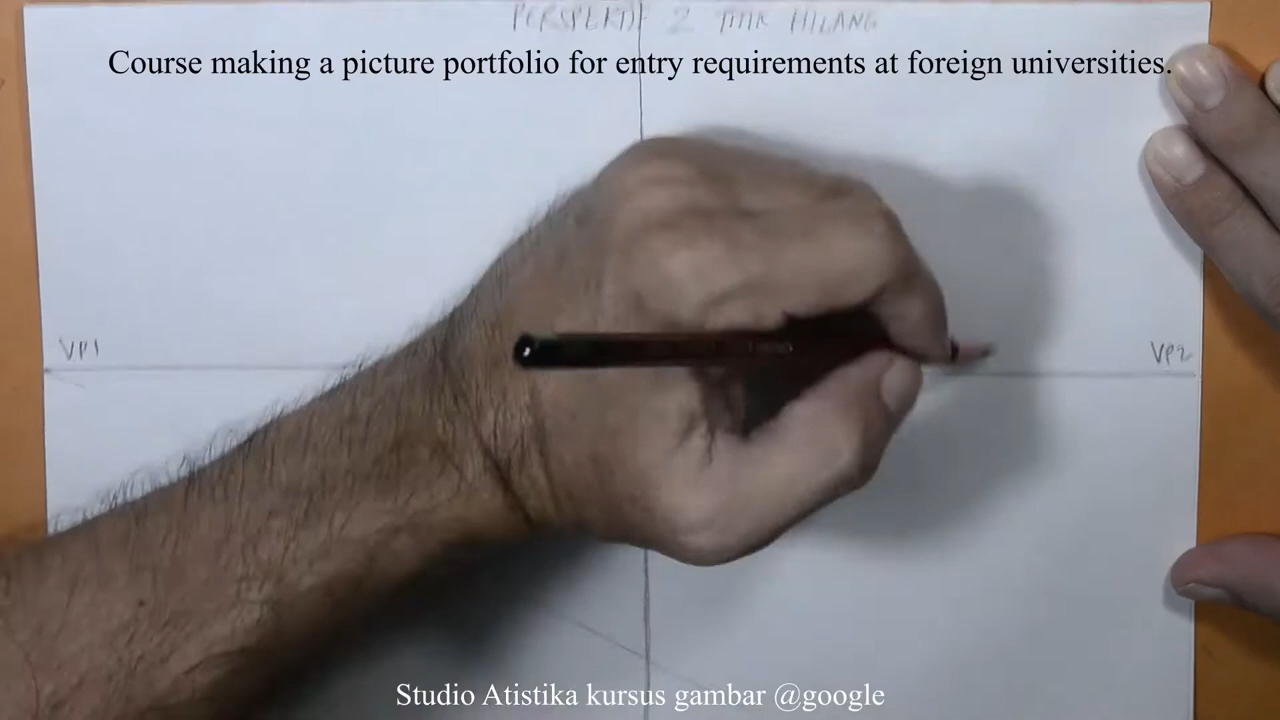 PERSPEKTIF 2 TITIK HILANG
Course making a picture portfolio for entry requirements at foreign universities.
VP1
VP2
Studio Atistika kursus gambar @google